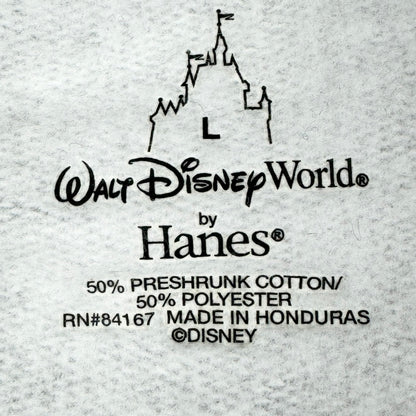 L
Walt Disney World®
by
Hanes®
50% PRESHRUNK COTTON/
50% POLYESTER
RN#84167 MADE IN HONDURAS
©DISNEY